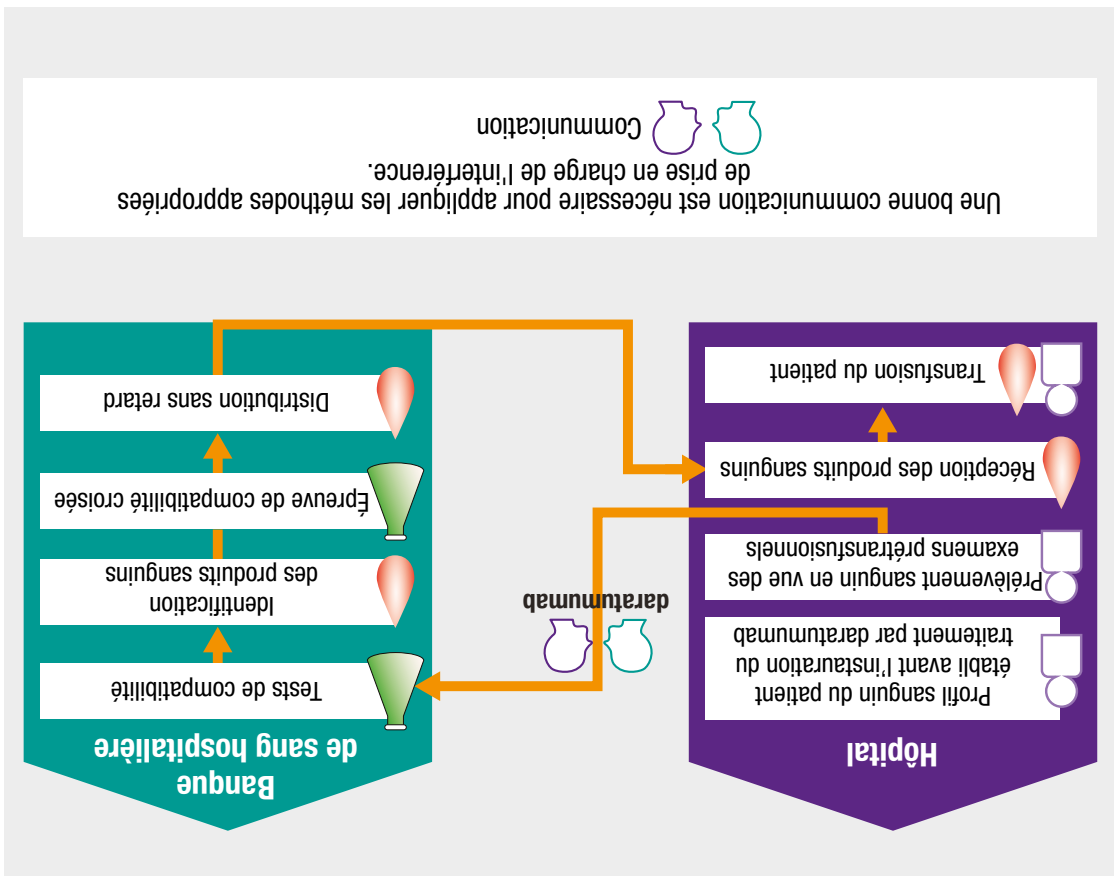 Hôpital
Profil sanguin du patient
établi avant l'instauration du
traitement par daratumumab
Prélèvement sanguin en vue des
examens prétransfusionnels
Réception des produits sanguins
Transfusion du patient
daratumumab
Banque
de sang hospitalière
Tests de compatibilité
Identification
des produits sanguins
Épreuve de compatibilité croisée
Distribution sans retard
Une bonne communication est nécessaire pour appliquer les méthodes appropriées
de prise en charge de l'interférence.
Communication